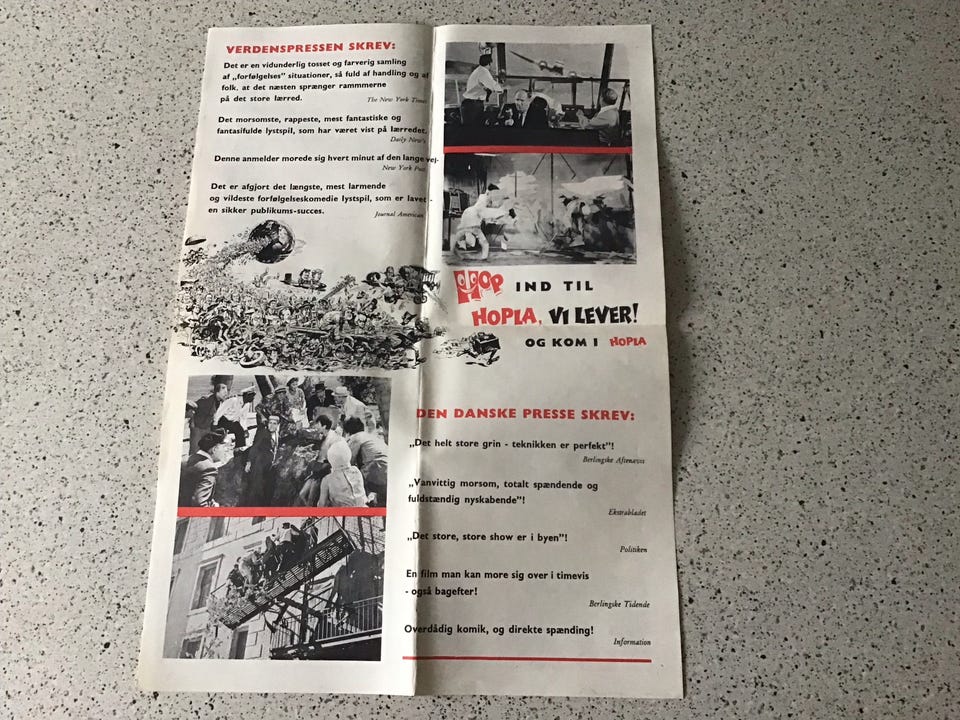 VERDENSPRESSEN SKREV:
Det er en vidunderlig tosset og farverig samling
af „forfølgelses" situationer, så fuld af handling og af
folk. at det næsten sprænger rammmerne
på det store lærred.
The New York Times
Det morsomste, rappeste, mest fantastiske og
fantasifulde lystspil, som har været vist på lærredet.
Daily New's
Denne anmelder morede sig hvert minut af den lange vej-
New York Post
Det er afgjort det længste, mest larmende
og vildeste forfølgelseskomedie lystspil, som er lavet -
en sikker publikums-succes.
Journal American
HOP IND TIL
HOPLA, VI LEVER!
OG KOM I HOPLA
DEN DANSKE PRESSE SKREV:
„Det helt store grin - teknikken er perfekt"!
Berlingske Aftenavis
„Vanvittig morsom, totalt spændende og
fuldstændig nyskabende"!
Ekstrabladet
„Det store, store show er i byen"!
Politiken
En film man kan more sig over i timevis
- også bagefter!
Berlingske Tidende
Overdådig komik, og direkte spænding!
Information